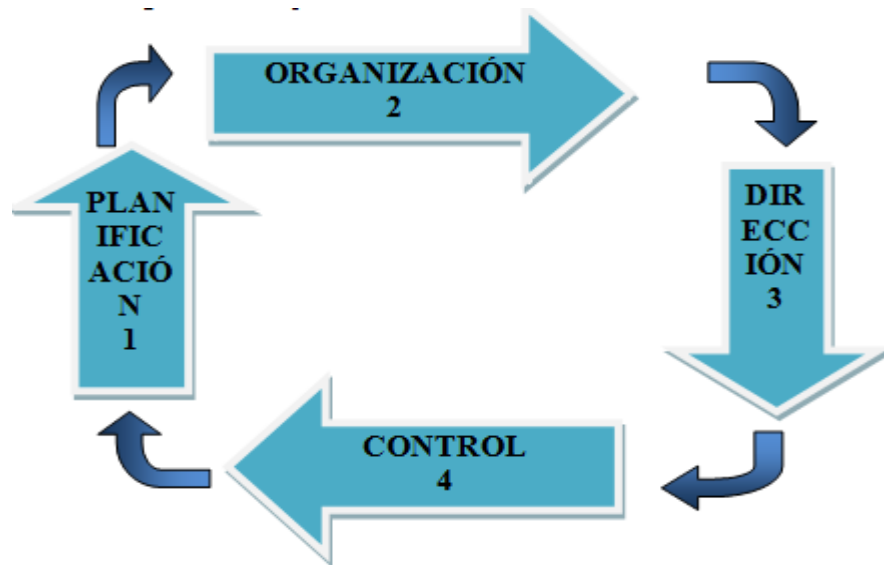 ORGANIZACIÓN
2
PLAN
IFIC
ACIÓ
N
1
DIR
ECC
IÓN
3
CONTROL
4